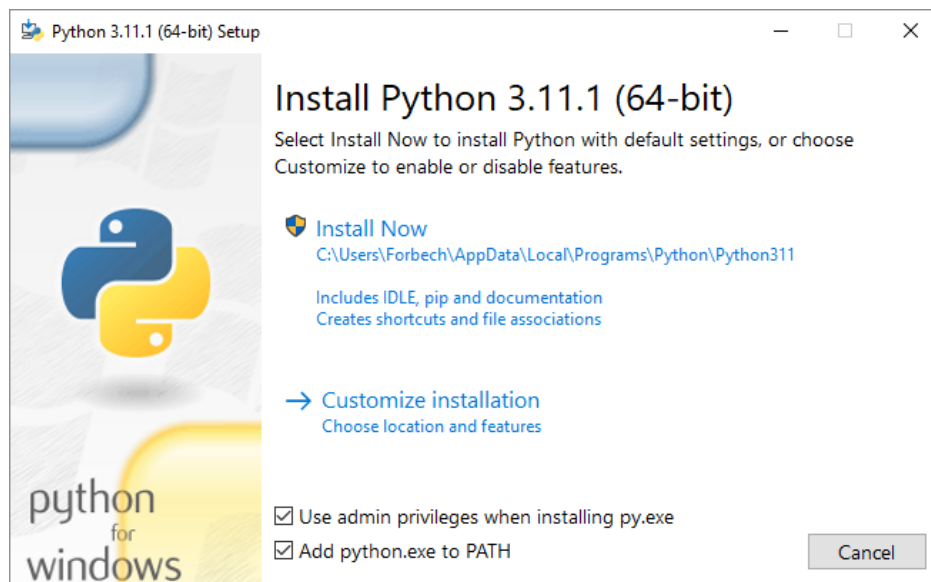 Python 3.11.1 (64-bit) Setup
Install Python 3.11.1 (64-bit)
Select Install Now to install Python with default settings, or choose
Customize to enable or disable features.
Install Now
C:\Users\Forbech\AppData\Local\Programs\Python\Python311
Includes IDLE, pip and documentation
Creates shortcuts and file associations
Customize installation
Choose location and features
Use admin privileges when installing py.exe
Add python.exe to PATH
Cancel
python
for
windows